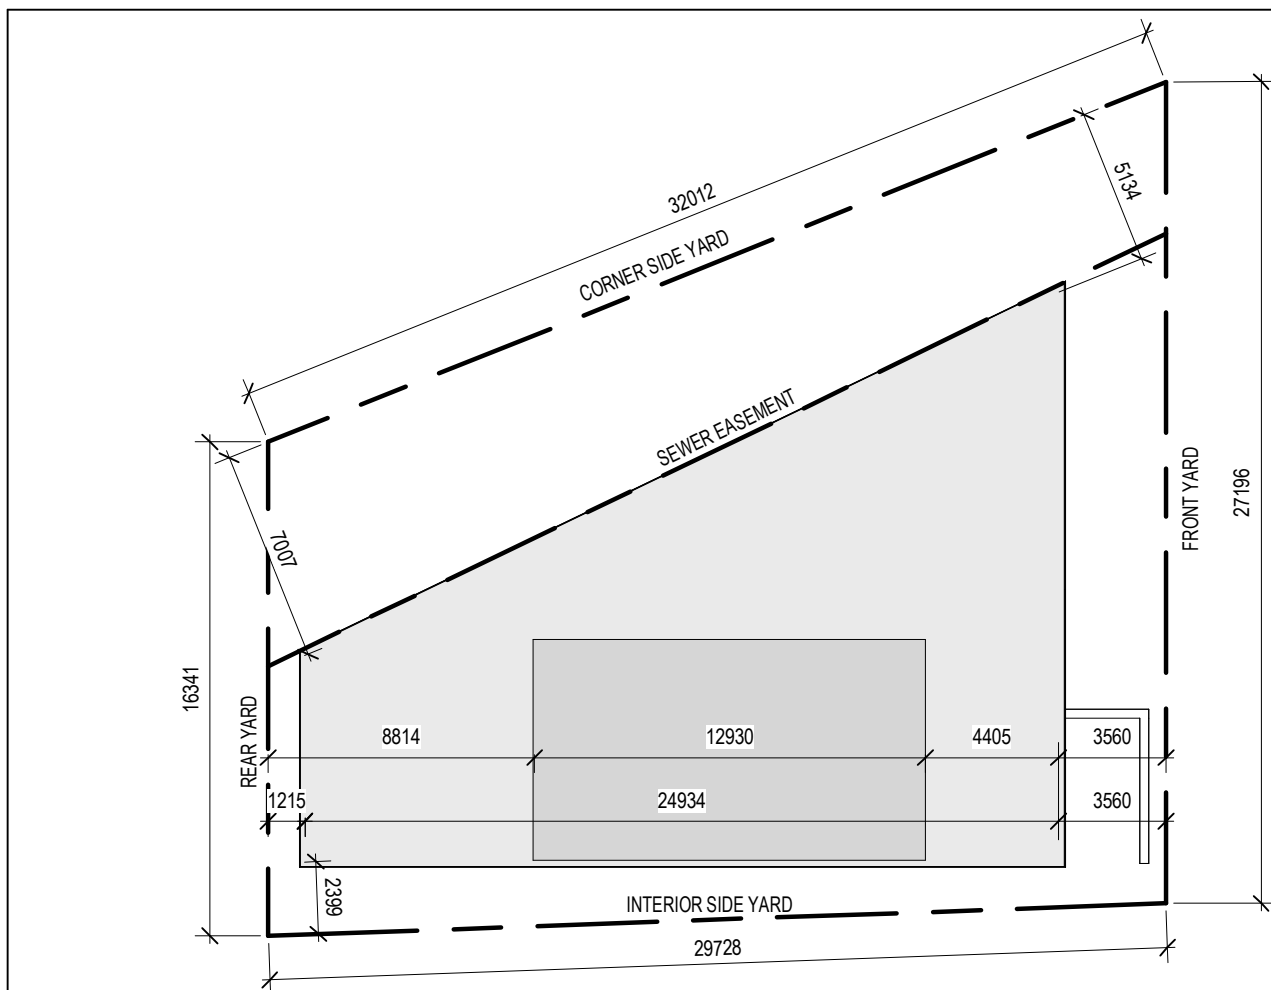 32012
5134
CORNER SIDE YARD
SEWER EASEMENT
7007
27196
FRONT YARD
16341
REAR YARD
8814
12930
4405
3560
1215
24934
3560
2399
INTERIOR SIDE YARD
29728